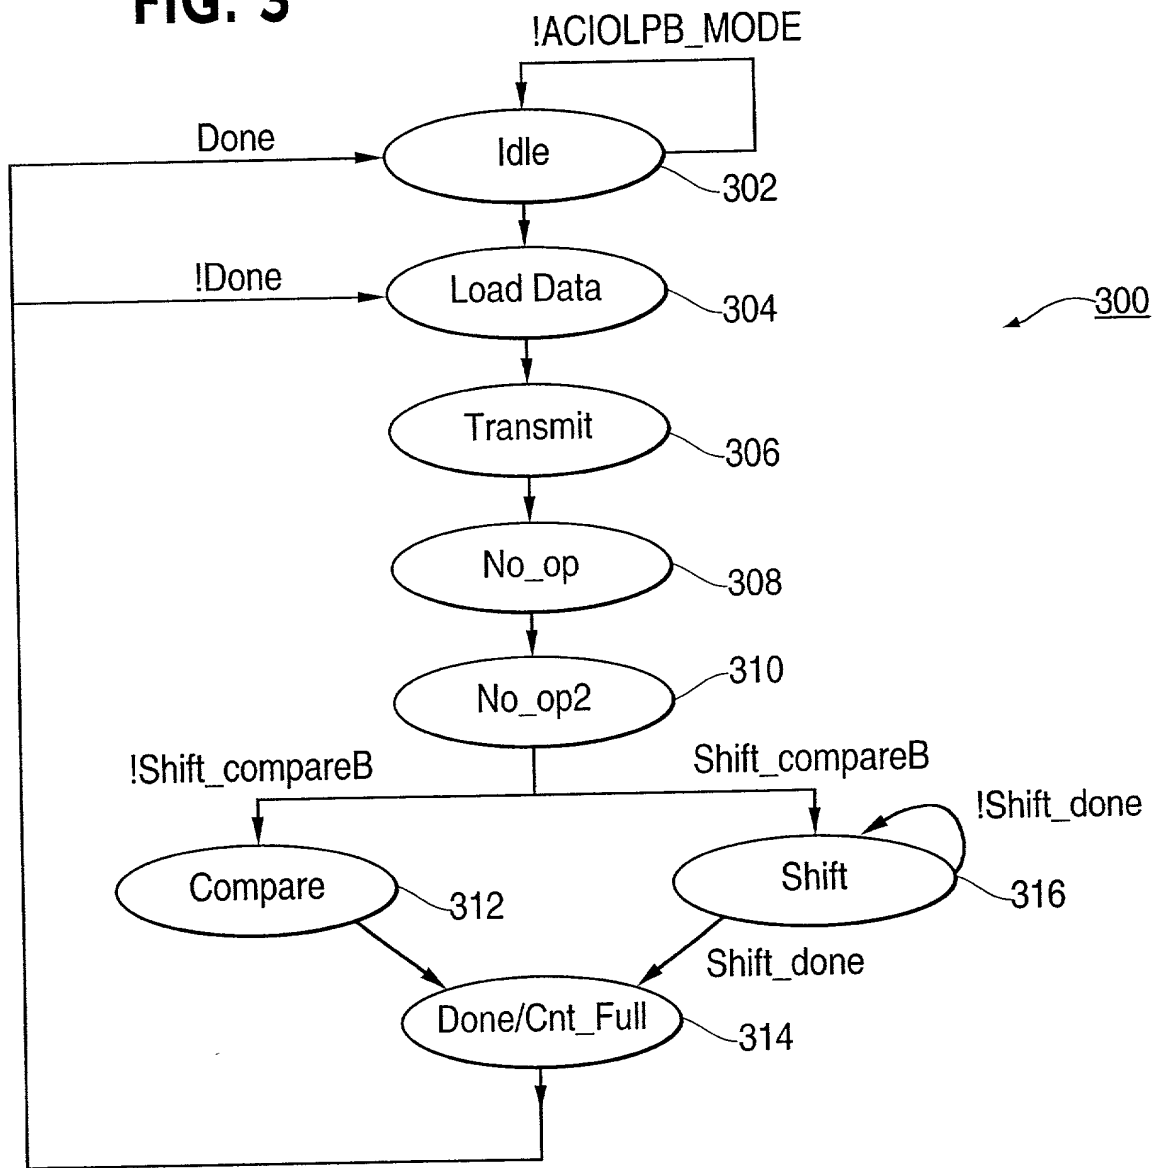 FIG. 3
!ACIOLPB_MODE
Done
Idle
302
!Done
Load Data
304
300
Transmit
306
No_op
308
No_op2
310
!Shift_compareB
Shift_compareB
!Shift_done
Compare
312
Shift
316
Shift_done
Done/Cnt_Full
314